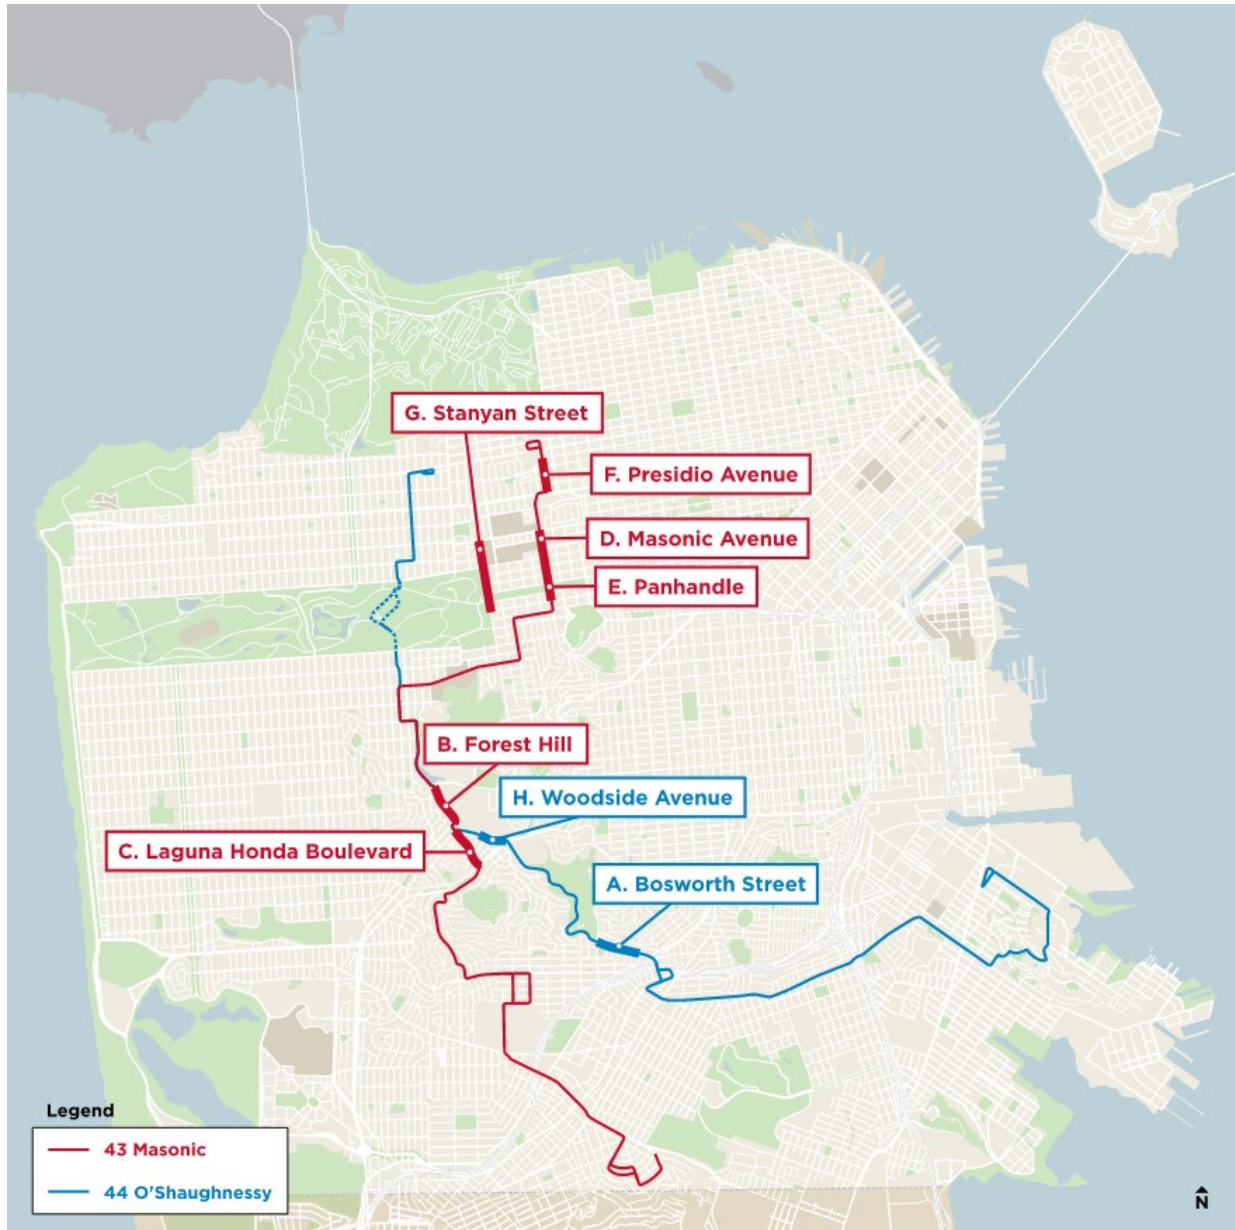 G. Stanyan Street
F. Presidio Avenue
D. Masonic Avenue
E. Panhandle
B. Forest Hill
H. Woodside Avenue
C. Laguna Honda Boulevard
A. Bosworth Street
Legend
43 Masonic
44 O'Shaughnessy
N